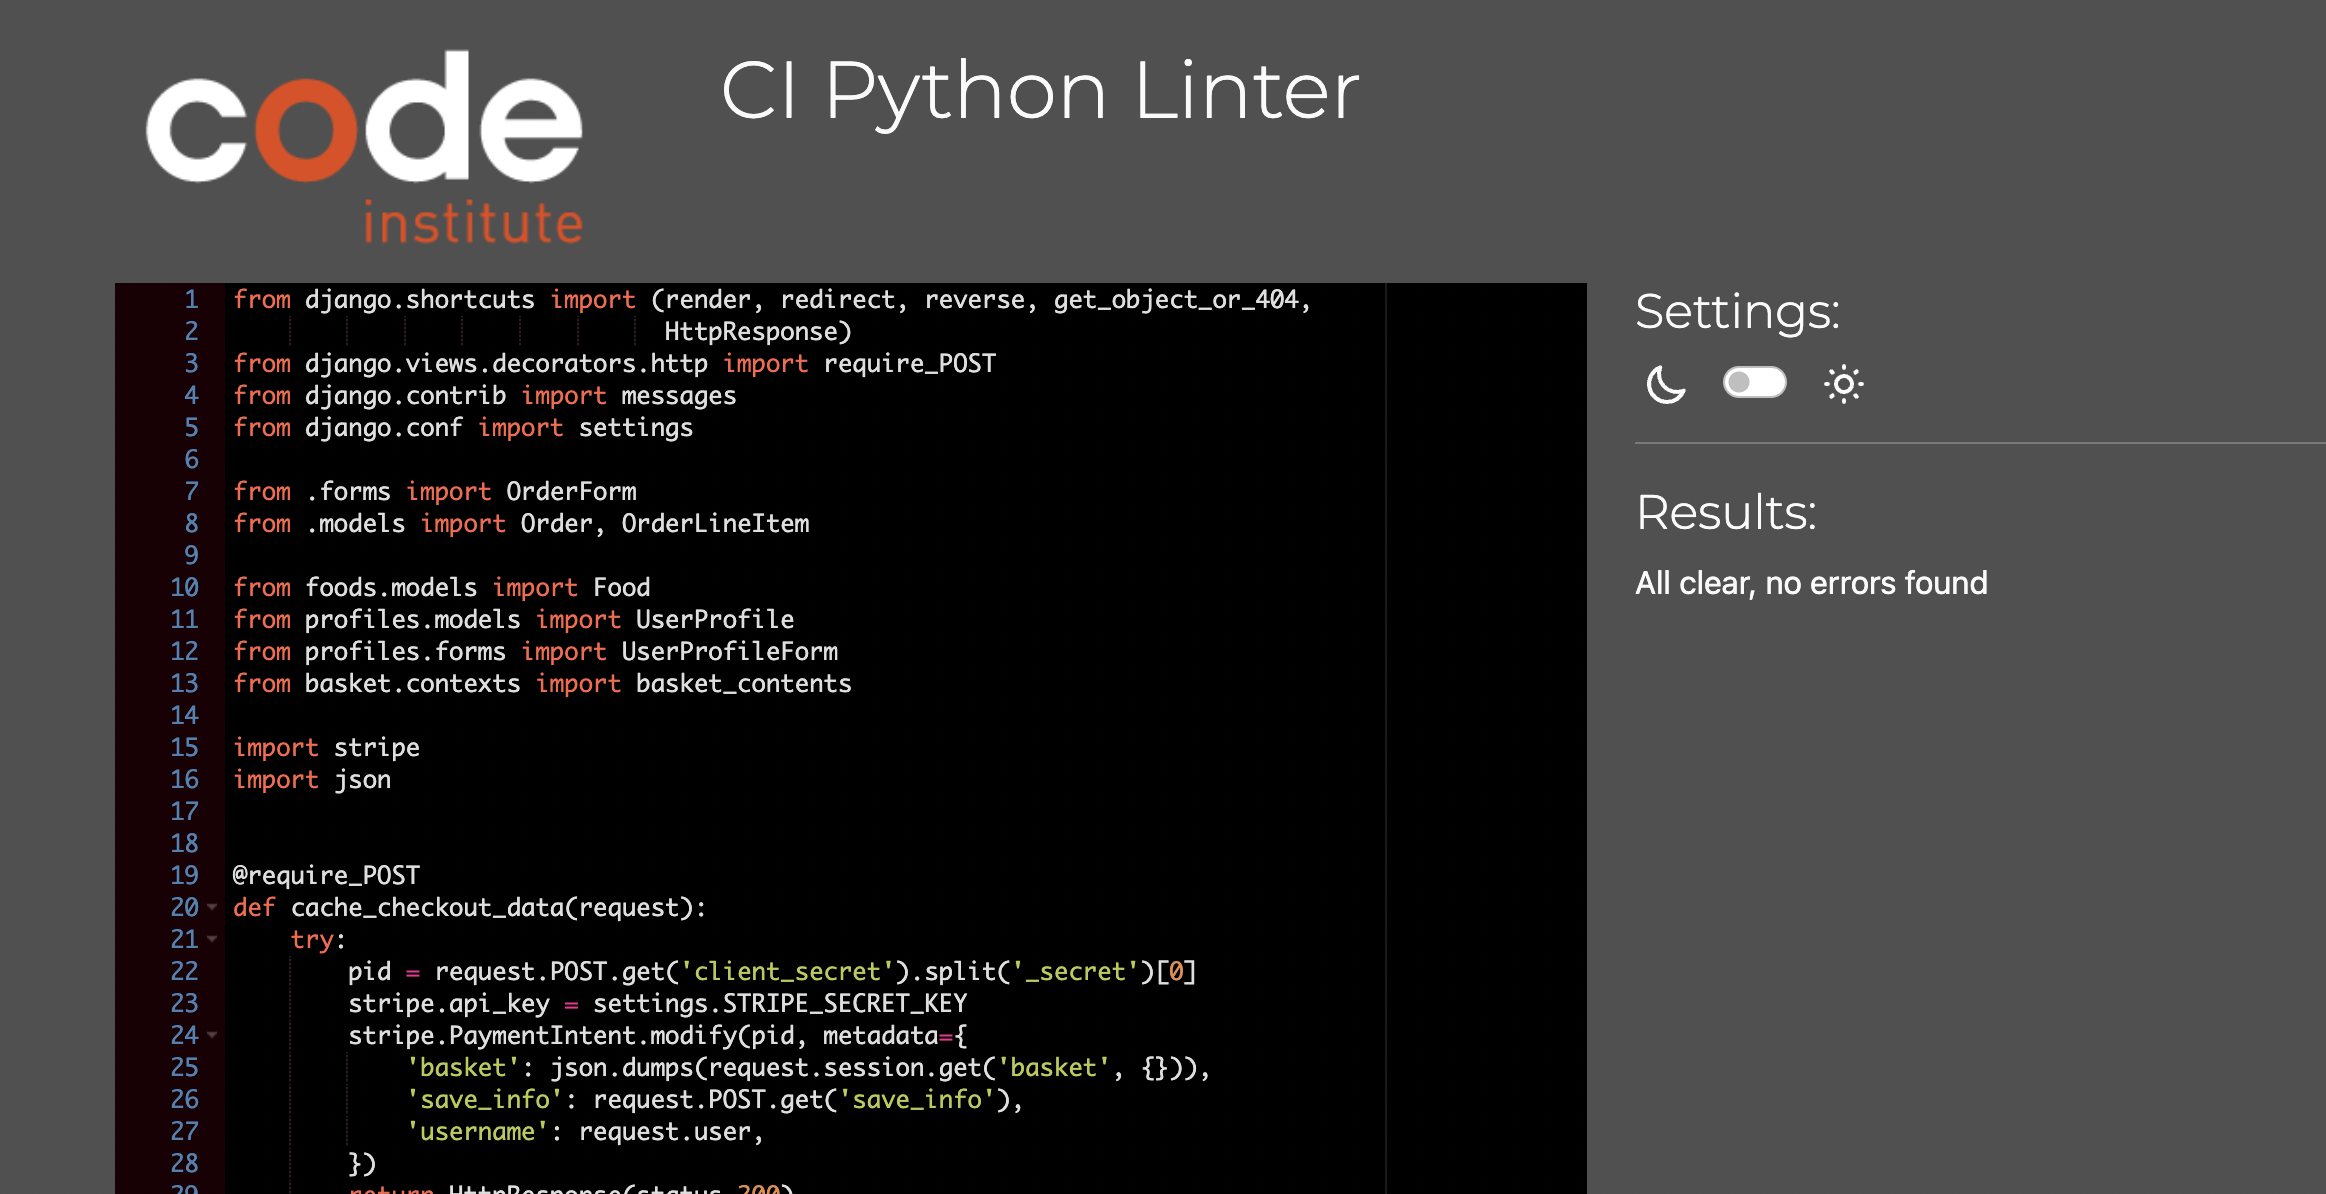 code
institute
CI Python Linter
1 from django.shortcuts import (render, redirect, reverse, get_object_or_404,
2                               HttpResponse)
3 from django.views.decorators.http import require_POST
4 from django.contrib import messages
5 from django.conf import settings
6
7 from .forms import OrderForm
8 from .models import Order, OrderLineItem
9
10 from foods.models import Food
11 from profiles.models import UserProfile
12 from profiles.forms import UserProfileForm
13 from basket.contexts import basket_contents
14
15 import stripe
16 import json
17
18
19 @require_POST
20 def cache_checkout_data(request):
21     try:
22         pid = request.POST.get('client_secret').split('_secret')[0]
23         stripe.api_key = settings.STRIPE_SECRET_KEY
24         stripe.PaymentIntent.modify(pid, metadata={
25             'basket': json.dumps(request.session.get('basket', {})),
26             'save_info': request.POST.get('save_info'),
27             'username': request.user,
28         })
29         return HttpResponse(status=200)
Settings:
Results:
All clear, no errors found